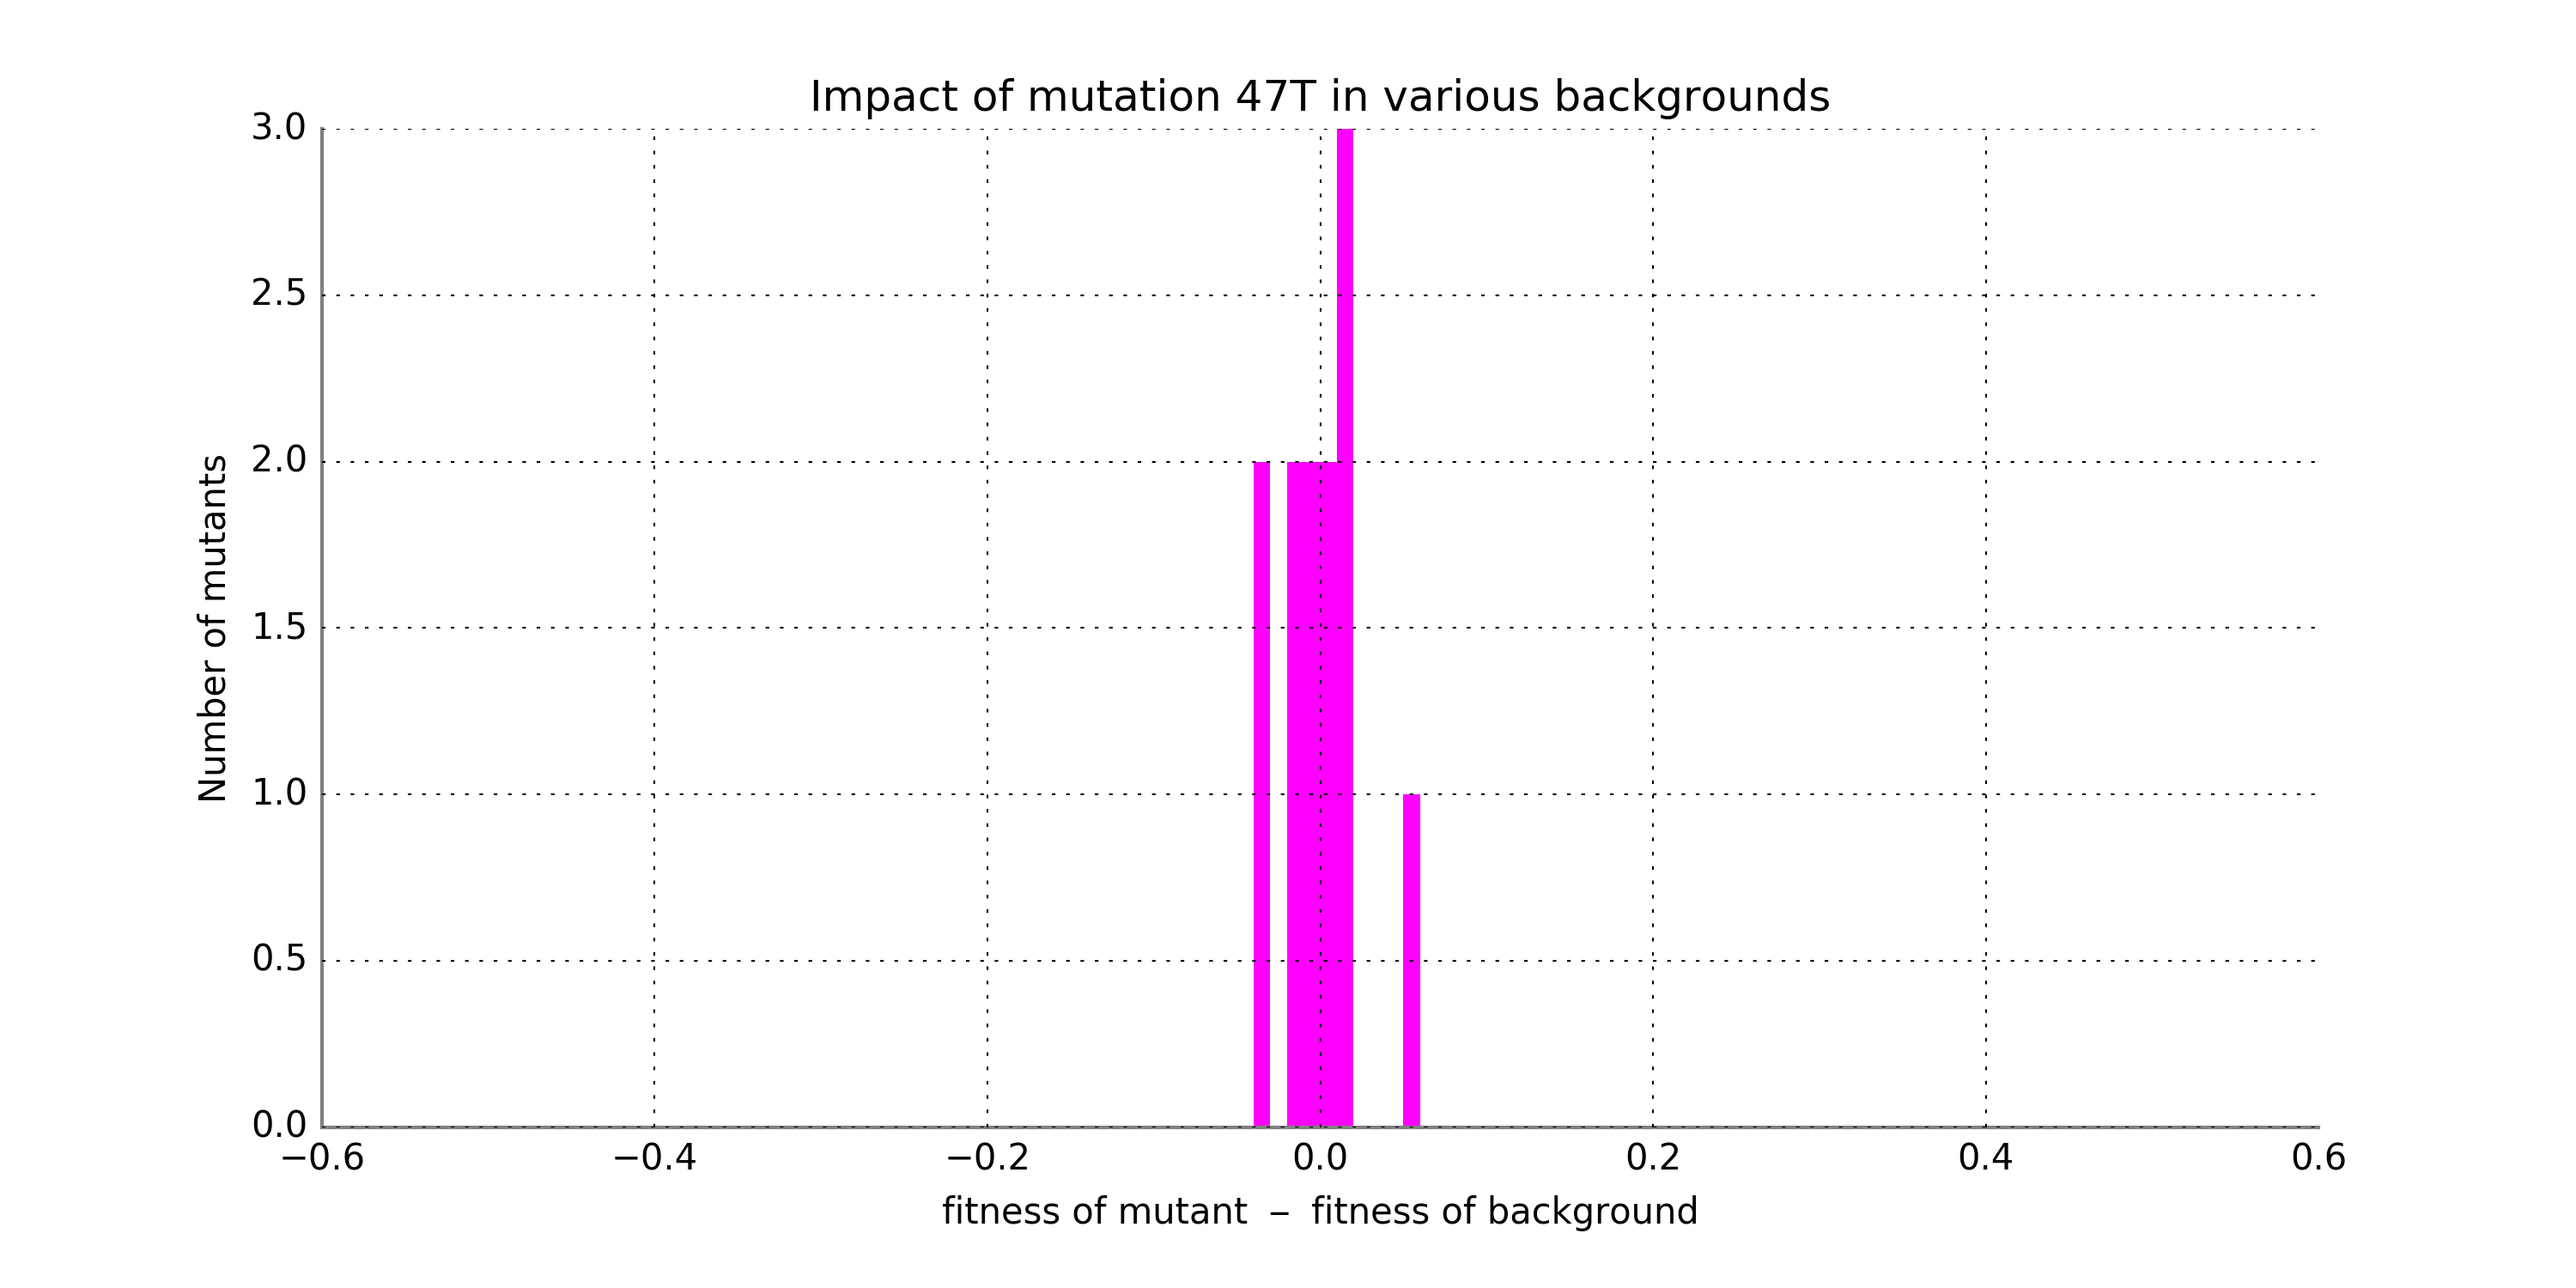 Impact of mutation 47T in various backgrounds
3.0
2.5
2.0
1.5
1.0
0.5
0.0
Number of mutants
−0.6 −0.4 −0.2 0.0 0.2 0.4 0.6
fitness of mutant − fitness of background